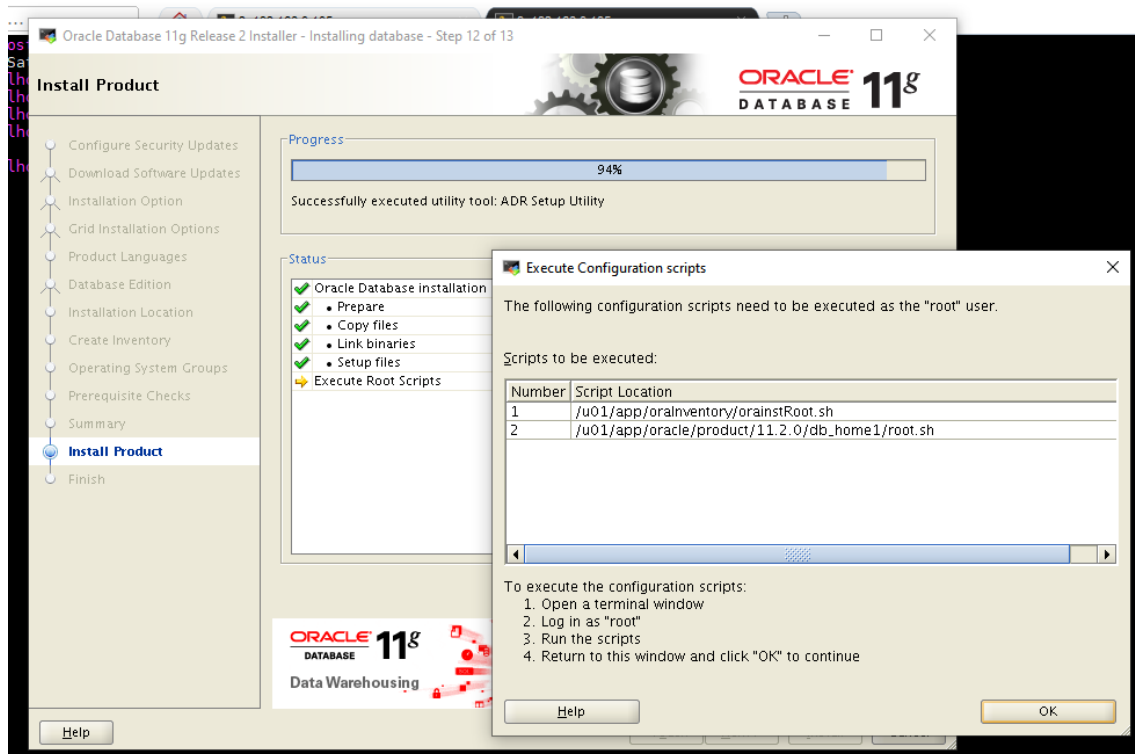 Oracle Database 11g Release 2 Installer - Installing database - Step 12 of 13
Install Product
ORACLE
DATABASE 11g
Configure Security Updates
Download Software Updates
Installation Option
Grid Installation Options
Product Languages
Database Edition
Installation Location
Create Inventory
Operating System Groups
Prerequisite Checks
Summary
Install Product
Finish
Progress
94%
Successfully executed utility tool: ADR Setup Utility
Status
Oracle Database installation
• Prepare
• Copy files
• Link binaries
• Setup files
Execute Root Scripts
ORACLE
DATABASE 11g
Data Warehousing
Help
Execute Configuration scripts
The following configuration scripts need to be executed as the "root" user.
Scripts to be executed:
Number Script Location
1 /u01/app/oraInventory/orainstRoot.sh
2 /u01/app/oracle/product/11.2.0/db_home1/root.sh
To execute the configuration scripts:
1. Open a terminal window
2. Log in as "root"
3. Run the scripts
4. Return to this window and click "OK" to continue
Help
OK